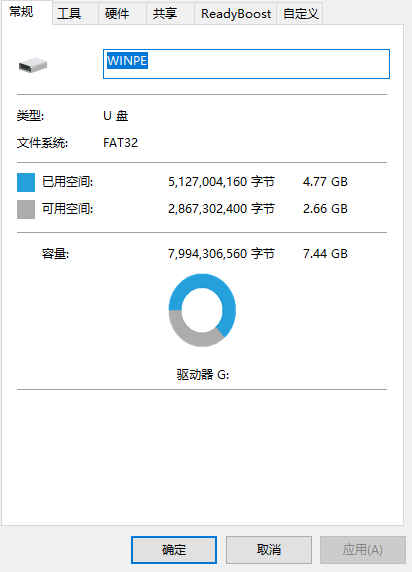 常规 工具 硬件 共享 ReadyBoost 自定义
WINPE
类型: U 盘
文件系统: FAT32
已用空间: 5,127,004,160 字节 4.77 GB
可用空间: 2,867,302,400 字节 2.66 GB
容量: 7,994,306,560 字节 7.44 GB
驱动器 G:
确定 取消 应用(A)